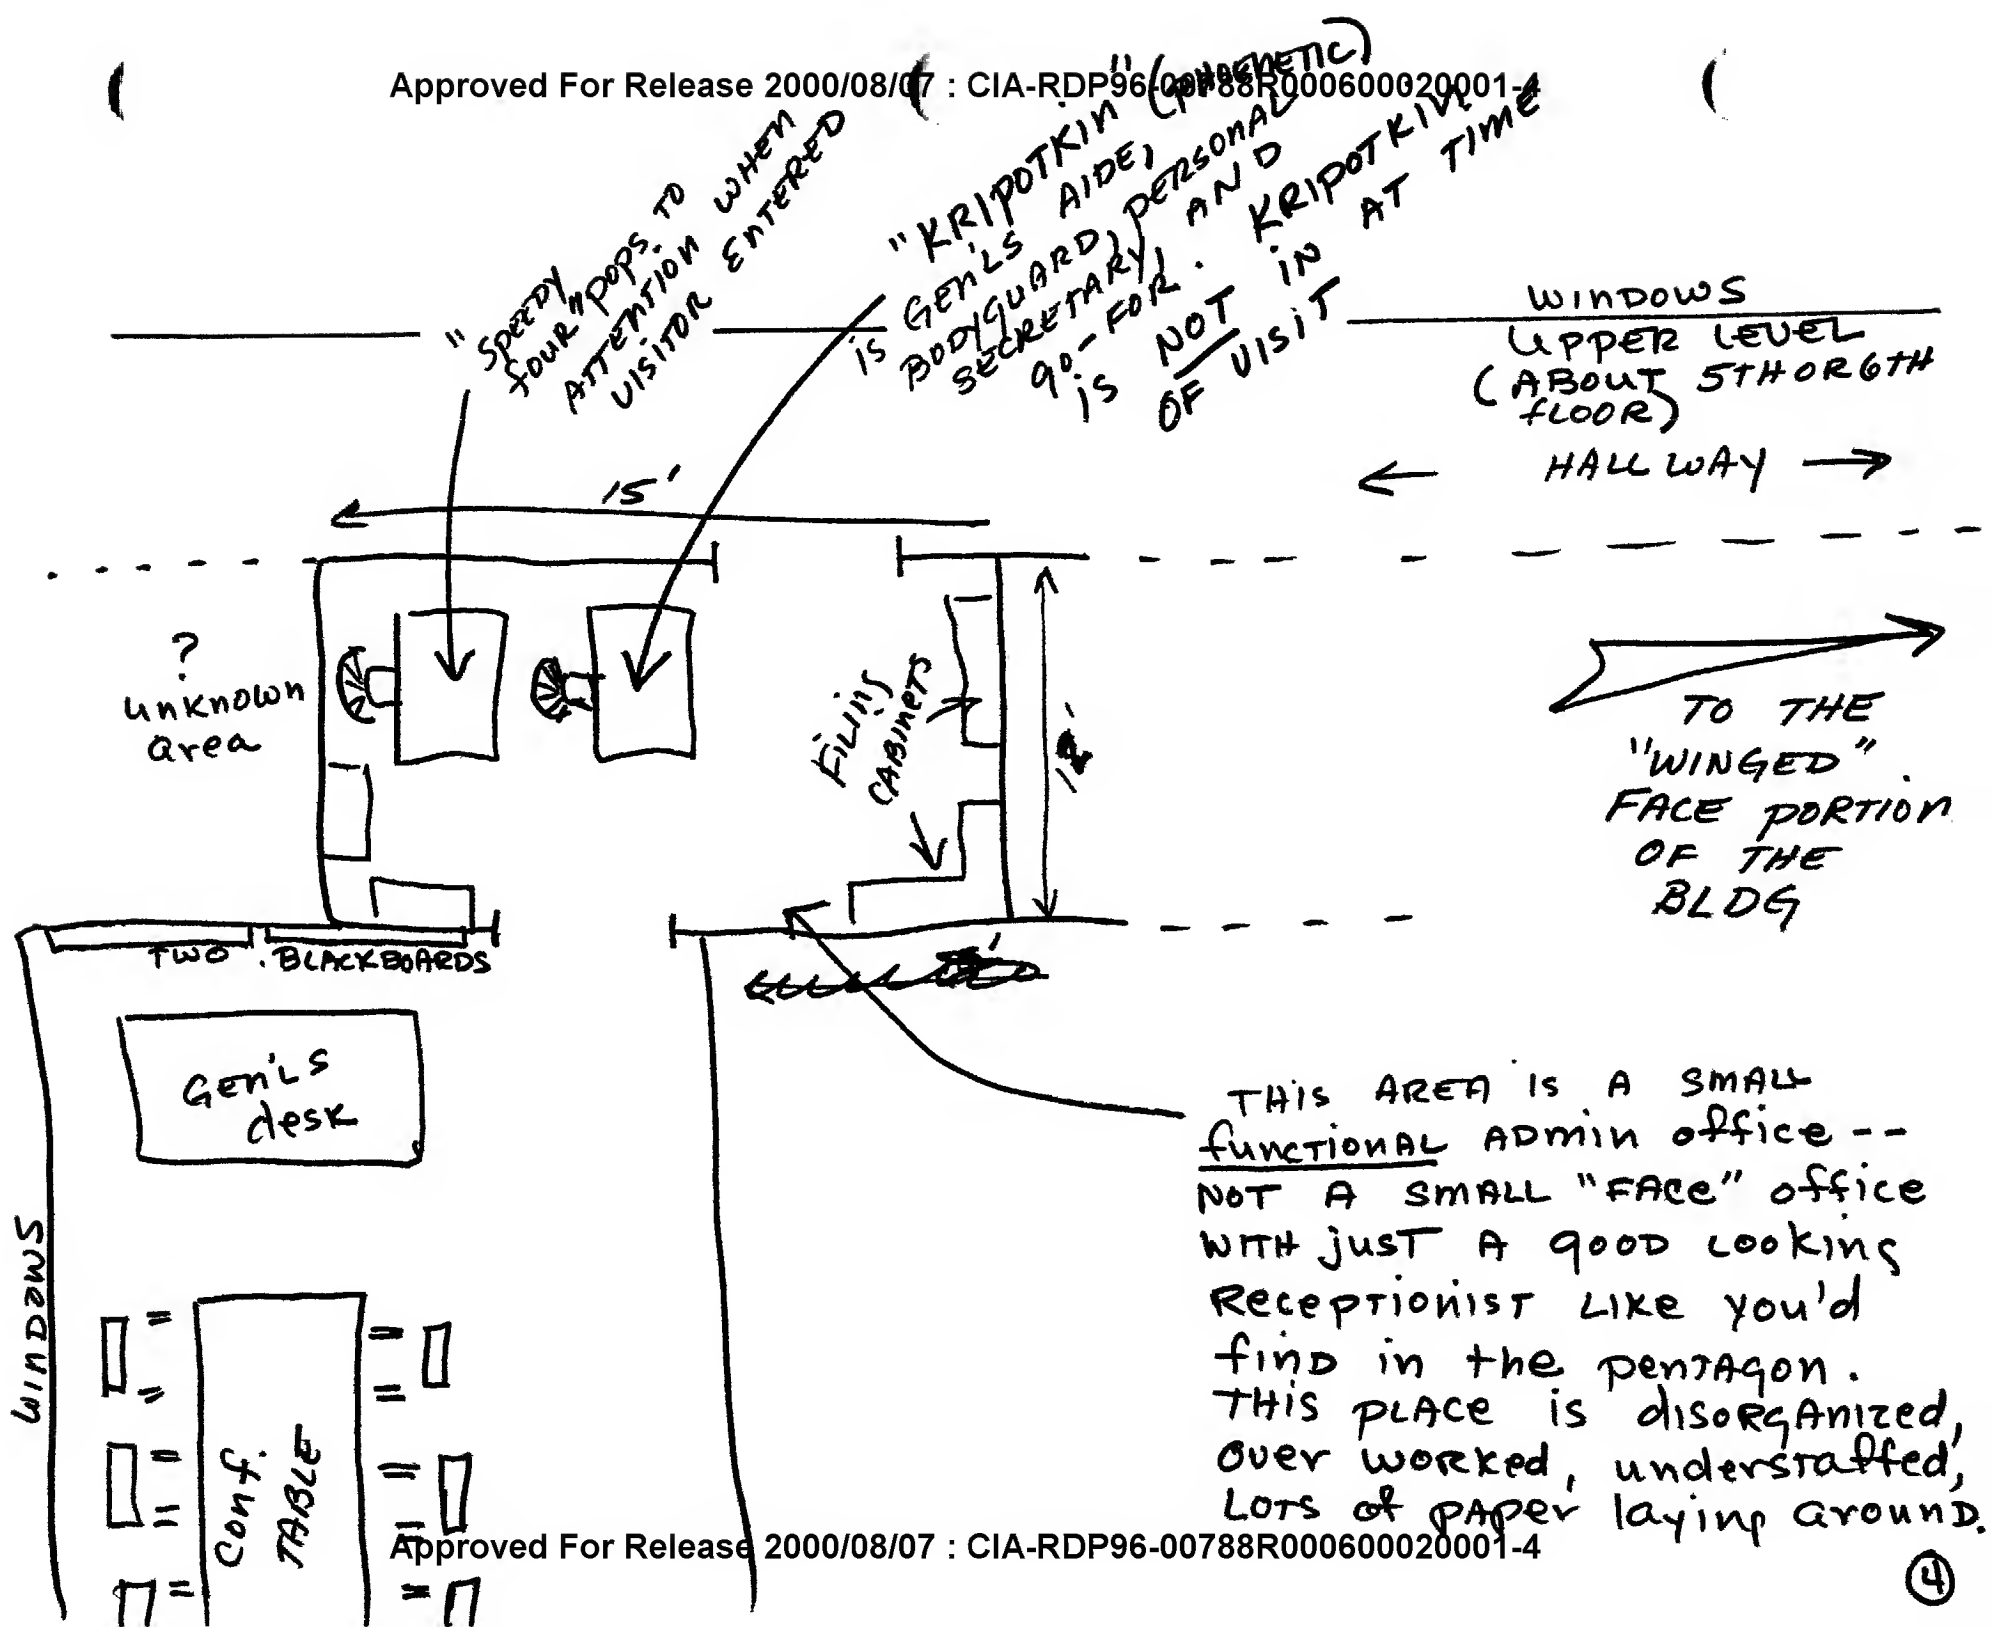 Approved For Release 2000/08/07 : CIA-RDP96-00788R000600020001-4
"SPEEDY
FOUR" POPS TO
ATTENTION WHEN
VISITOR ENTERED
"KRIPOTKIN" (PHOENETIC)
is GEN'LS AIDE,
BODYGUARD, PERSONAL
SECRETARY, AND
go-FOR. KRIPOTKIN
is NOT IN AT TIME
OF VISIT
WINDOWS
UPPER LEVEL
(ABOUT 5TH OR 6TH
FLOOR)
HALLWAY
15'
?
unknown
area
FILING
CABINETS
TO THE
"WINGED"
FACE PORTION
OF THE
BLDG
TWO BLACKBOARDS
GEN'LS
desk
WINDOWS
Conf.
TABLE
THIS AREA IS A SMALL
functionAL ADMIN office --
NOT A SMALL "FACE" office
WITH just A good Looking
Receptionist Like you'd
find in the pentagon.
THIS PLACE is disorganized,
over worked, understaffed,
LOTS of paper laying around.
Approved For Release 2000/08/07 : CIA-RDP96-00788R000600020001-4
4